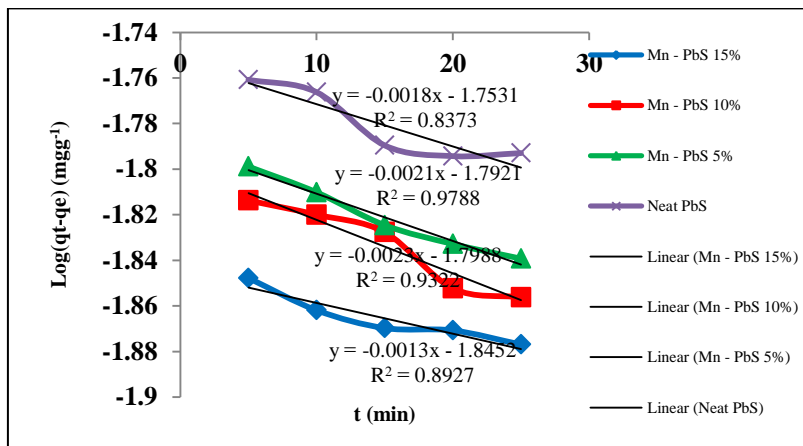 -1.74
-1.76
-1.78
-1.8
-1.82
-1.84
-1.86
-1.88
-1.9
0 10 20 30
Log(qt-qe) (mgg⁻¹)
t (min)
y = -0.0018x - 1.7531
R² = 0.8373
y = -0.0021x - 1.7921
R² = 0.9788
y = -0.0023x - 1.7988
R² = 0.9322
y = -0.0013x - 1.8452
R² = 0.8927
Mn - PbS 15%
Mn - PbS 10%
Mn - PbS 5%
Neat PbS
Linear (Mn - PbS 15%)
Linear (Mn - PbS 10%)
Linear (Mn - PbS 5%)
Linear (Neat PbS)